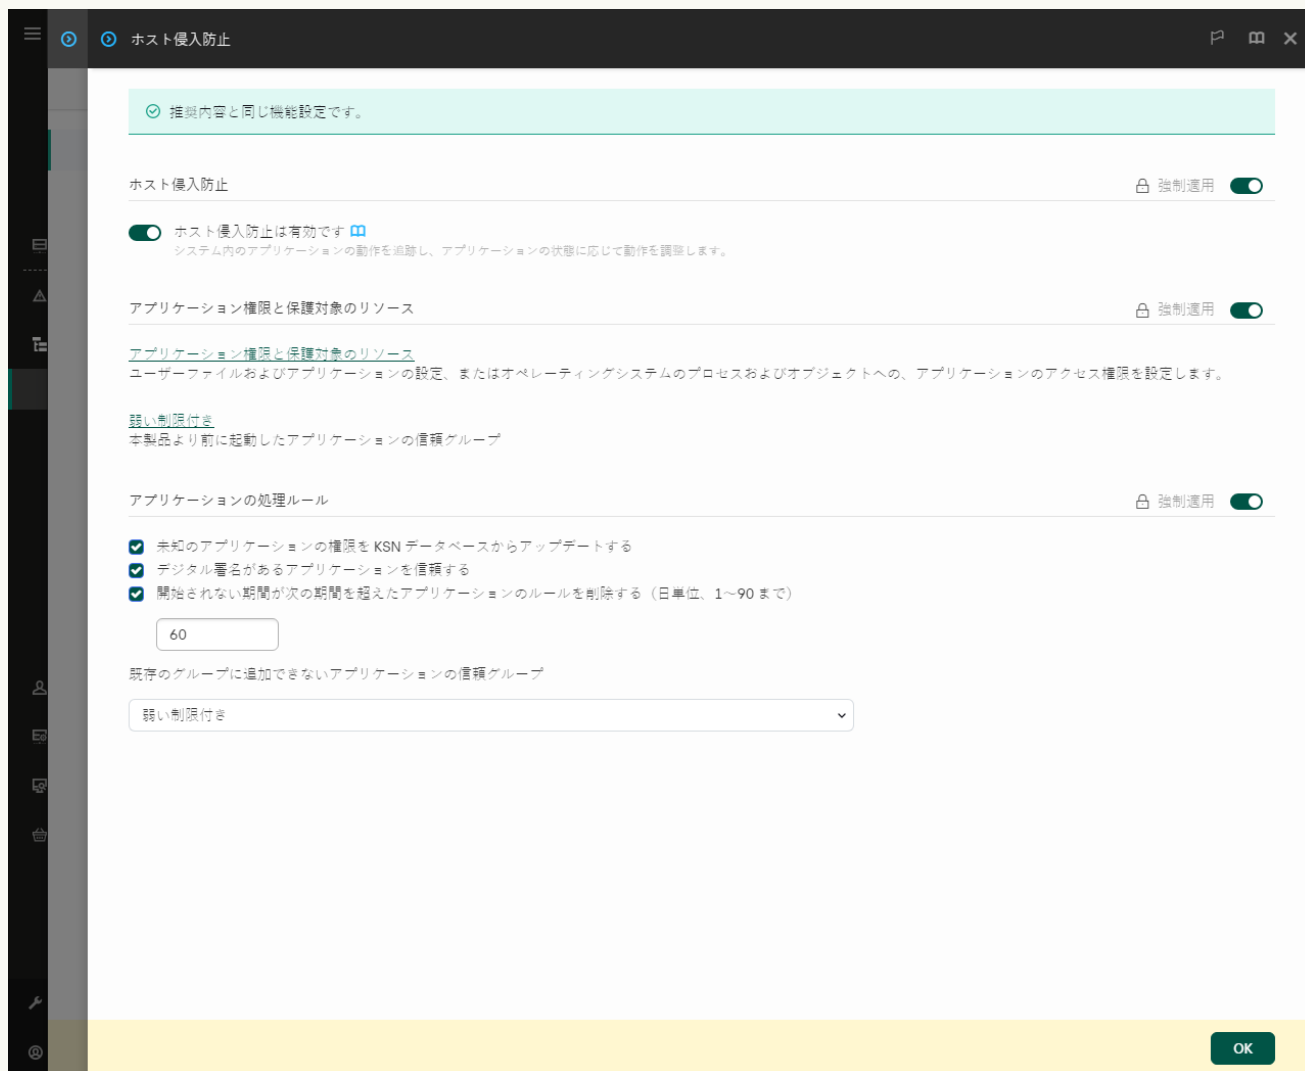 ホスト侵入防止
推奨内容と同じ機能設定です。
ホスト侵入防止
強制適用
ホスト侵入防止は有効です
システム内のアプリケーションの動作を追跡し、アプリケーションの状態に応じて動作を調整します。
アプリケーション権限と保護対象のリソース
強制適用
アプリケーション権限と保護対象のリソース
ユーザーファイルおよびアプリケーションの設定、またはオペレーティングシステムのプロセスおよびオブジェクトへの、アプリケーションのアクセス権限を設定します。
弱い制限付き
本製品より前に起動したアプリケーションの信頼グループ
アプリケーションの処理ルール
強制適用
未知のアプリケーションの権限を KSN データベースからアップデートする
デジタル署名があるアプリケーションを信頼する
開始されない期間が次の期間を超えたアプリケーションのルールを削除する（日単位、1～90 まで）
60
既存のグループに追加できないアプリケーションの信頼グループ
弱い制限付き
OK